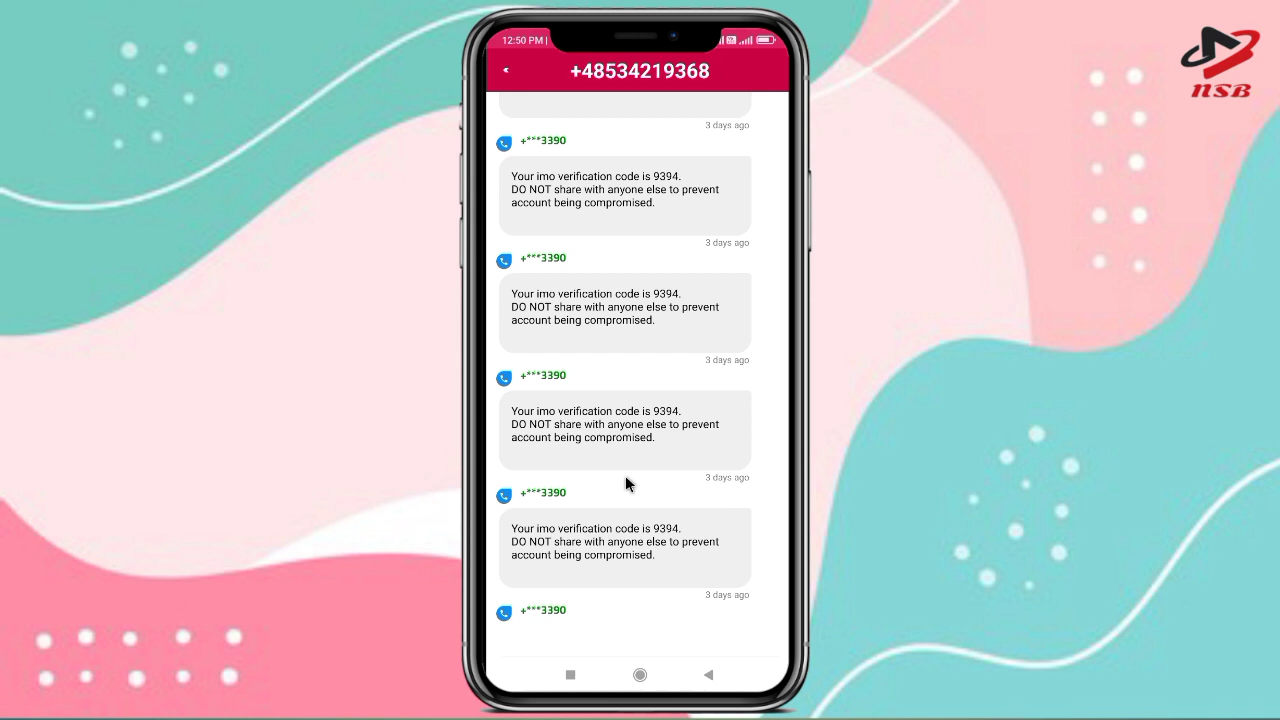 12:50 PM |
+48534219368
NSB
3 days ago
+***3390
Your imo verification code is 9394.
DO NOT share with anyone else to prevent
account being compromised.
3 days ago
+***3390
Your imo verification code is 9394.
DO NOT share with anyone else to prevent
account being compromised.
3 days ago
+***3390
Your imo verification code is 9394.
DO NOT share with anyone else to prevent
account being compromised.
3 days ago
+***3390
Your imo verification code is 9394.
DO NOT share with anyone else to prevent
account being compromised.
3 days ago
+***3390